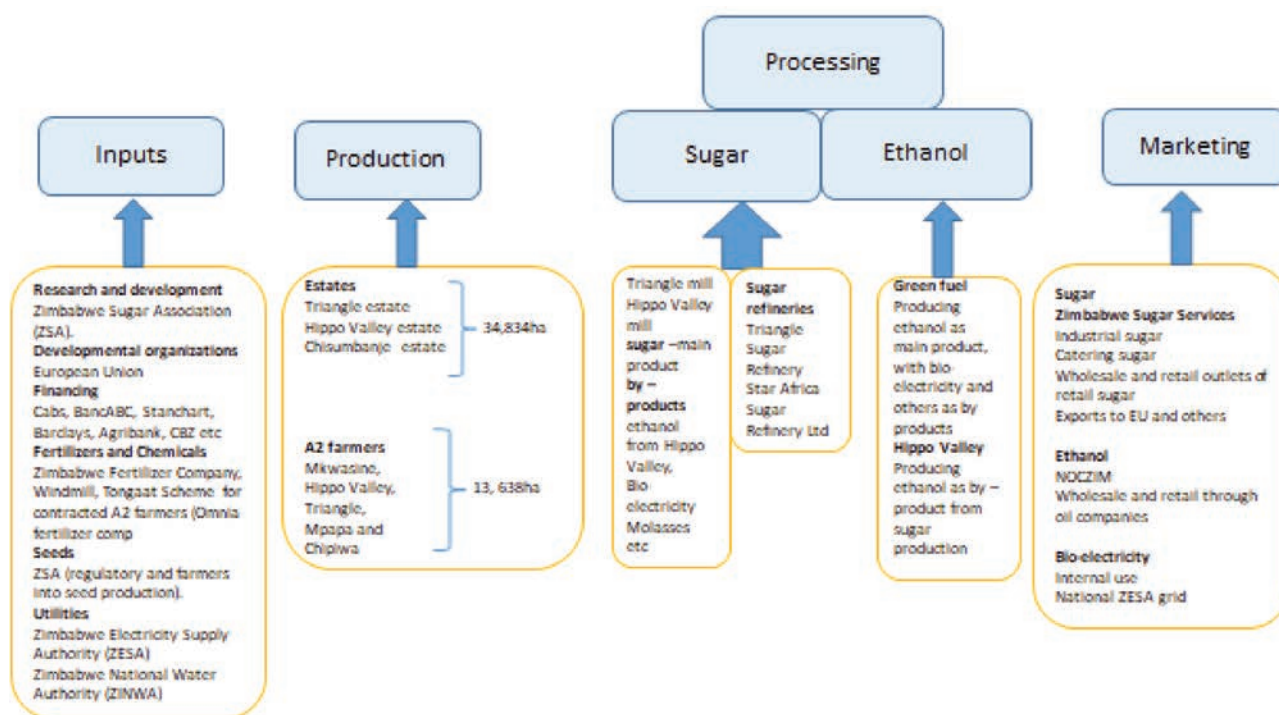 Processing
Inputs
Production
Sugar
Ethanol
Marketing
Research and development
Zimbabwe Sugar Association
(ZSA).
Developmental organizations
European Union
Financing
Cabs, BancABC, Stanchart,
Barclays, Agribank, CBZ etc
Fertilizers and Chemicals
Zimbabwe Fertilizer Company,
Windmill, Tongaat Scheme for
contracted A2 farmers (Omnia
fertilizer comp
Seeds
ZSA (regulatory and farmers
into seed production).
Utilities
Zimbabwe Electricity Supply
Authority (ZESA)
Zimbabwe National Water
Authority (ZINWA)
Estates
Triangle estate
Hippo Valley estate
Chisumbanje estate
34,834ha
A2 farmers
Mkwasine,
Hippo Valley,
Triangle,
Mpapa and
Chipiwa
13, 638ha
Triangle mill
Hippo Valley
mill
sugar –main
product
by –
products
ethanol
from Hippo
Valley,
Bio
electricity
Molasses
etc
Sugar
refineries
Triangle
Sugar
Refinery
Star Africa
Sugar
Refinery Ltd
Green fuel
Producing
ethanol as
main product,
with bio
electricity and
others as by
products
Hippo Valley
Producing
ethanol as by –
product from
sugar
production
Sugar
Zimbabwe Sugar Services
Industrial sugar
Catering sugar
Wholesale and retail outlets of
retail sugar
Exports to EU and others
Ethanol
NOCZIM
Wholesale and retail through
oil companies
Bio-electricity
Internal use
National ZESA grid